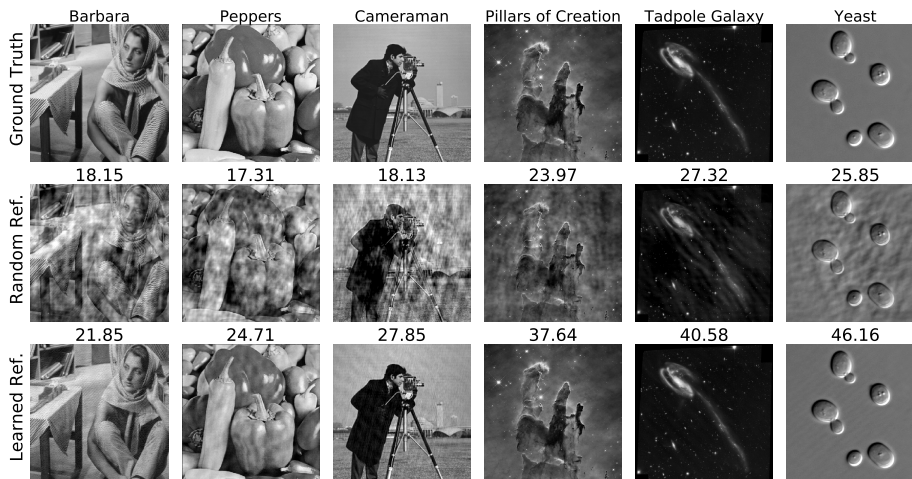 Barbara Peppers Cameraman Pillars of Creation Tadpole Galaxy Yeast
Ground Truth
18.15 17.31 18.13 23.97 27.32 25.85
Random Ref.
21.85 24.71 27.85 37.64 40.58 46.16
Learned Ref.